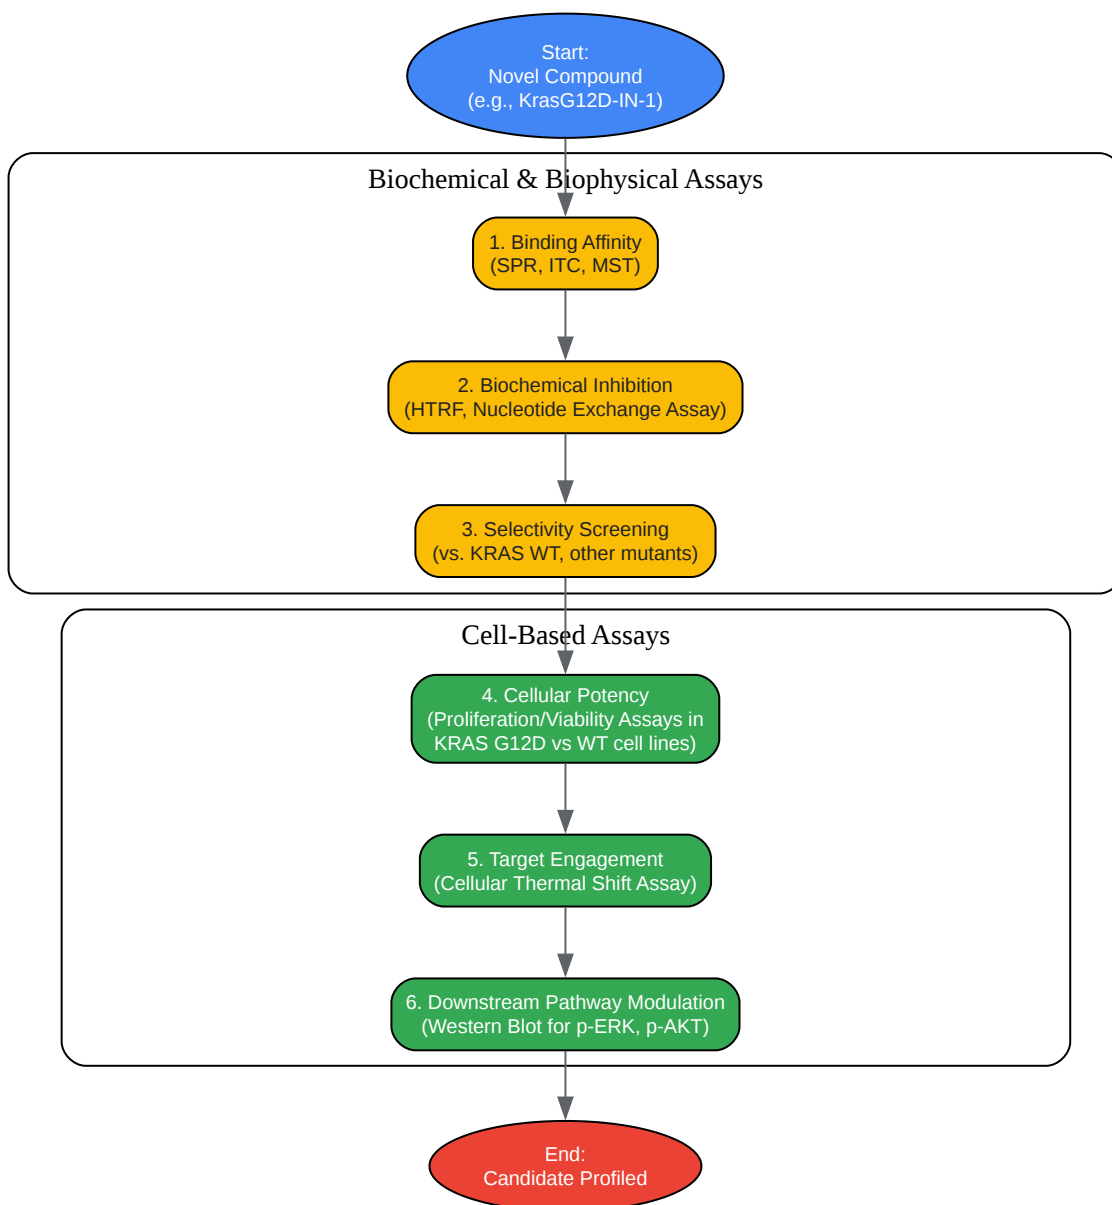 Start:
Novel Compound
(e.g., KrasG12D-IN-1)
Biochemical & Biophysical Assays
1. Binding Affinity
(SPR, ITC, MST)
2. Biochemical Inhibition
(HTRF, Nucleotide Exchange Assay)
3. Selectivity Screening
(vs. KRAS WT, other mutants)
Cell-Based Assays
4. Cellular Potency
(Proliferation/Viability Assays in
KRAS G12D vs WT cell lines)
5. Target Engagement
(Cellular Thermal Shift Assay)
6. Downstream Pathway Modulation
(Western Blot for p-ERK, p-AKT)
End:
Candidate Profiled